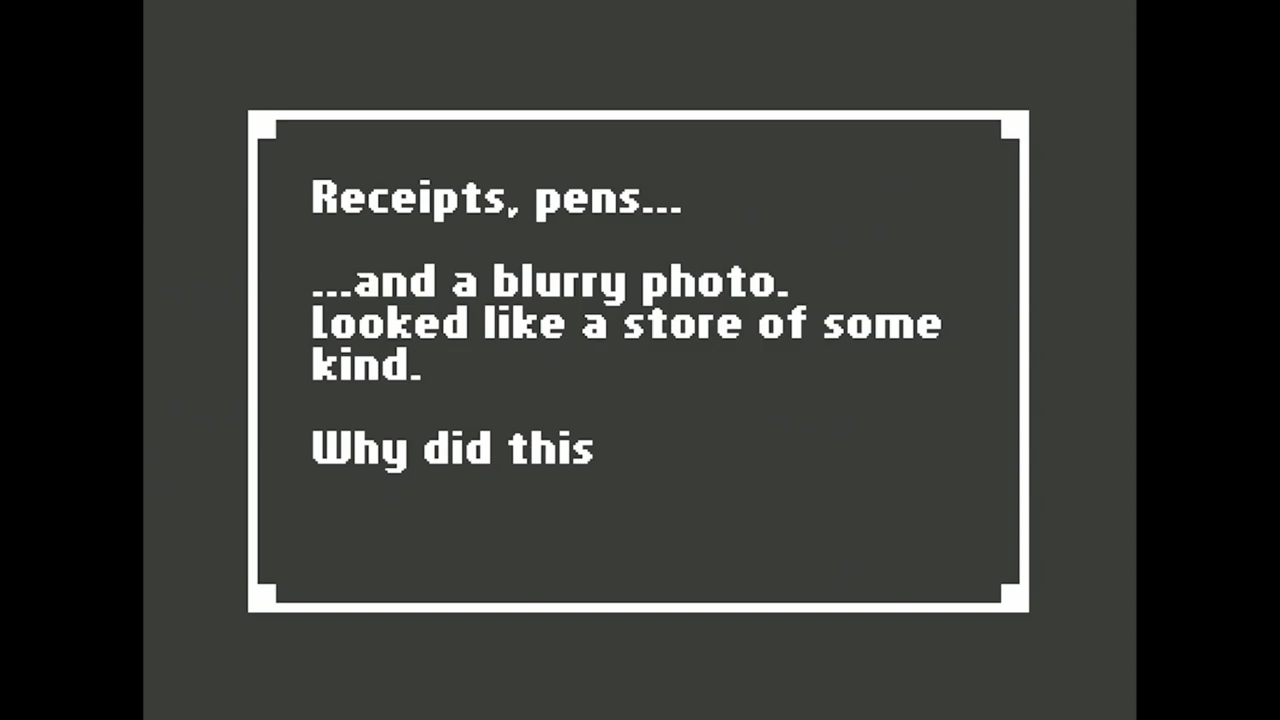 Receipts, pens...
...and a blurry photo.
Looked like a store of some
kind.
Why did this